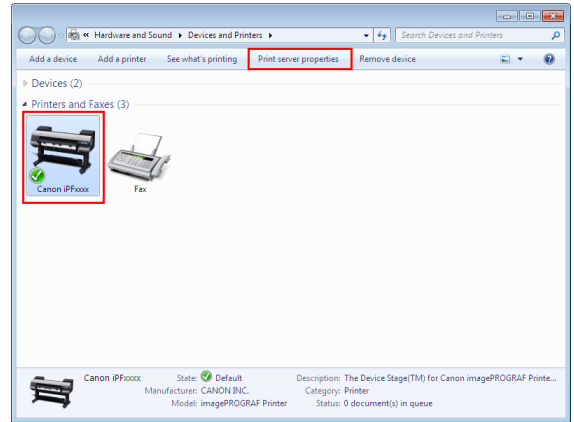 « Hardware and Sound ▸ Devices and Printers ▸ Search Devices and Printers
Add a device Add a printer See what's printing Print server properties Remove device
Devices (2)
Printers and Faxes (3)
Canon iPFxxxx Fax
Canon iPFxxxx State: Default Description: The Device Stage(TM) for Canon imagePROGRAF Printe...
Manufacturer: CANON INC. Category: Printer
Model: imagePROGRAF Printer Status: 0 document(s) in queue